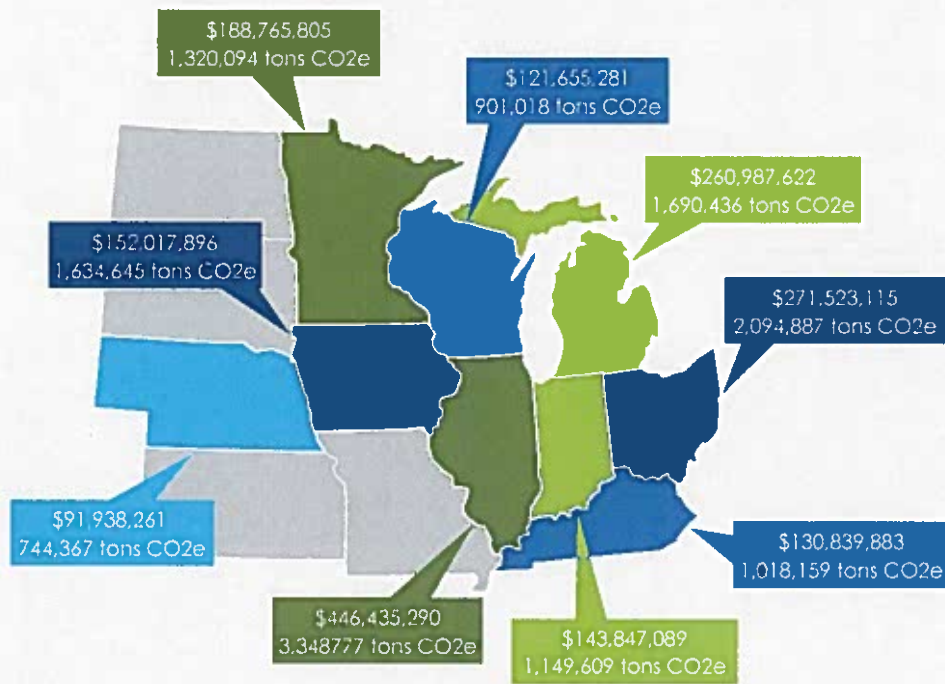 $188,765,805
1,320,094 tons CO2e
$121,655,281
901,018 tons CO2e
$260,987,622
1,690,436 tons CO2e
$152,017,896
1,634,645 tons CO2e
$271,523,115
2,094,887 tons CO2e
$91,938,261
744,367 tons CO2e
$130,839,883
1,018,159 tons CO2e
$446,435,290
3,348777 tons CO2e
$143,847,089
1,149,609 tons CO2e